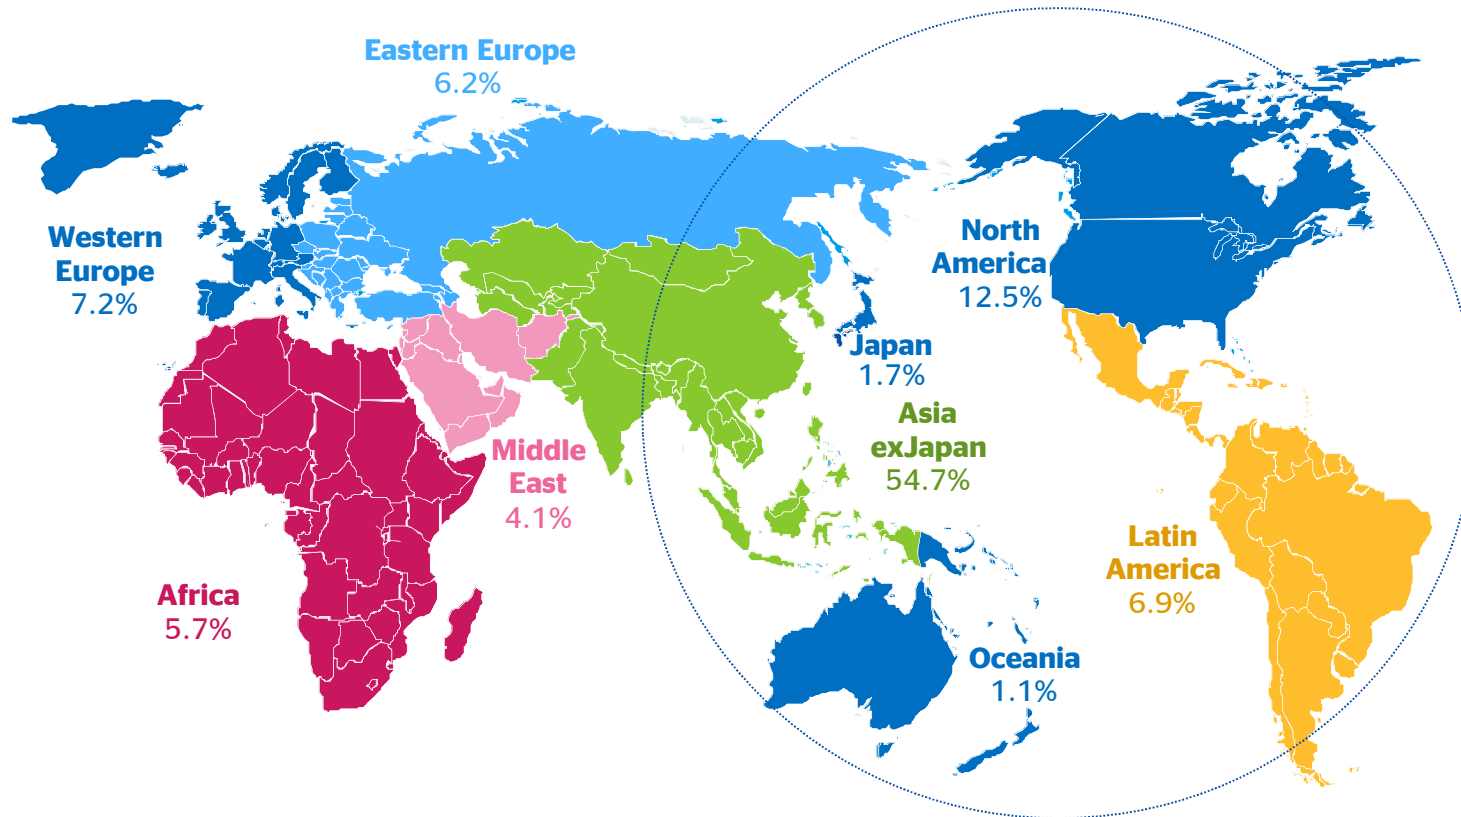 Eastern Europe
6.2%
Western
Europe
7.2%
North
America
12.5%
Japan
1.7%
Asia
exJapan
54.7%
Middle
East
4.1%
Latin
America
6.9%
Africa
5.7%
Oceania
1.1%